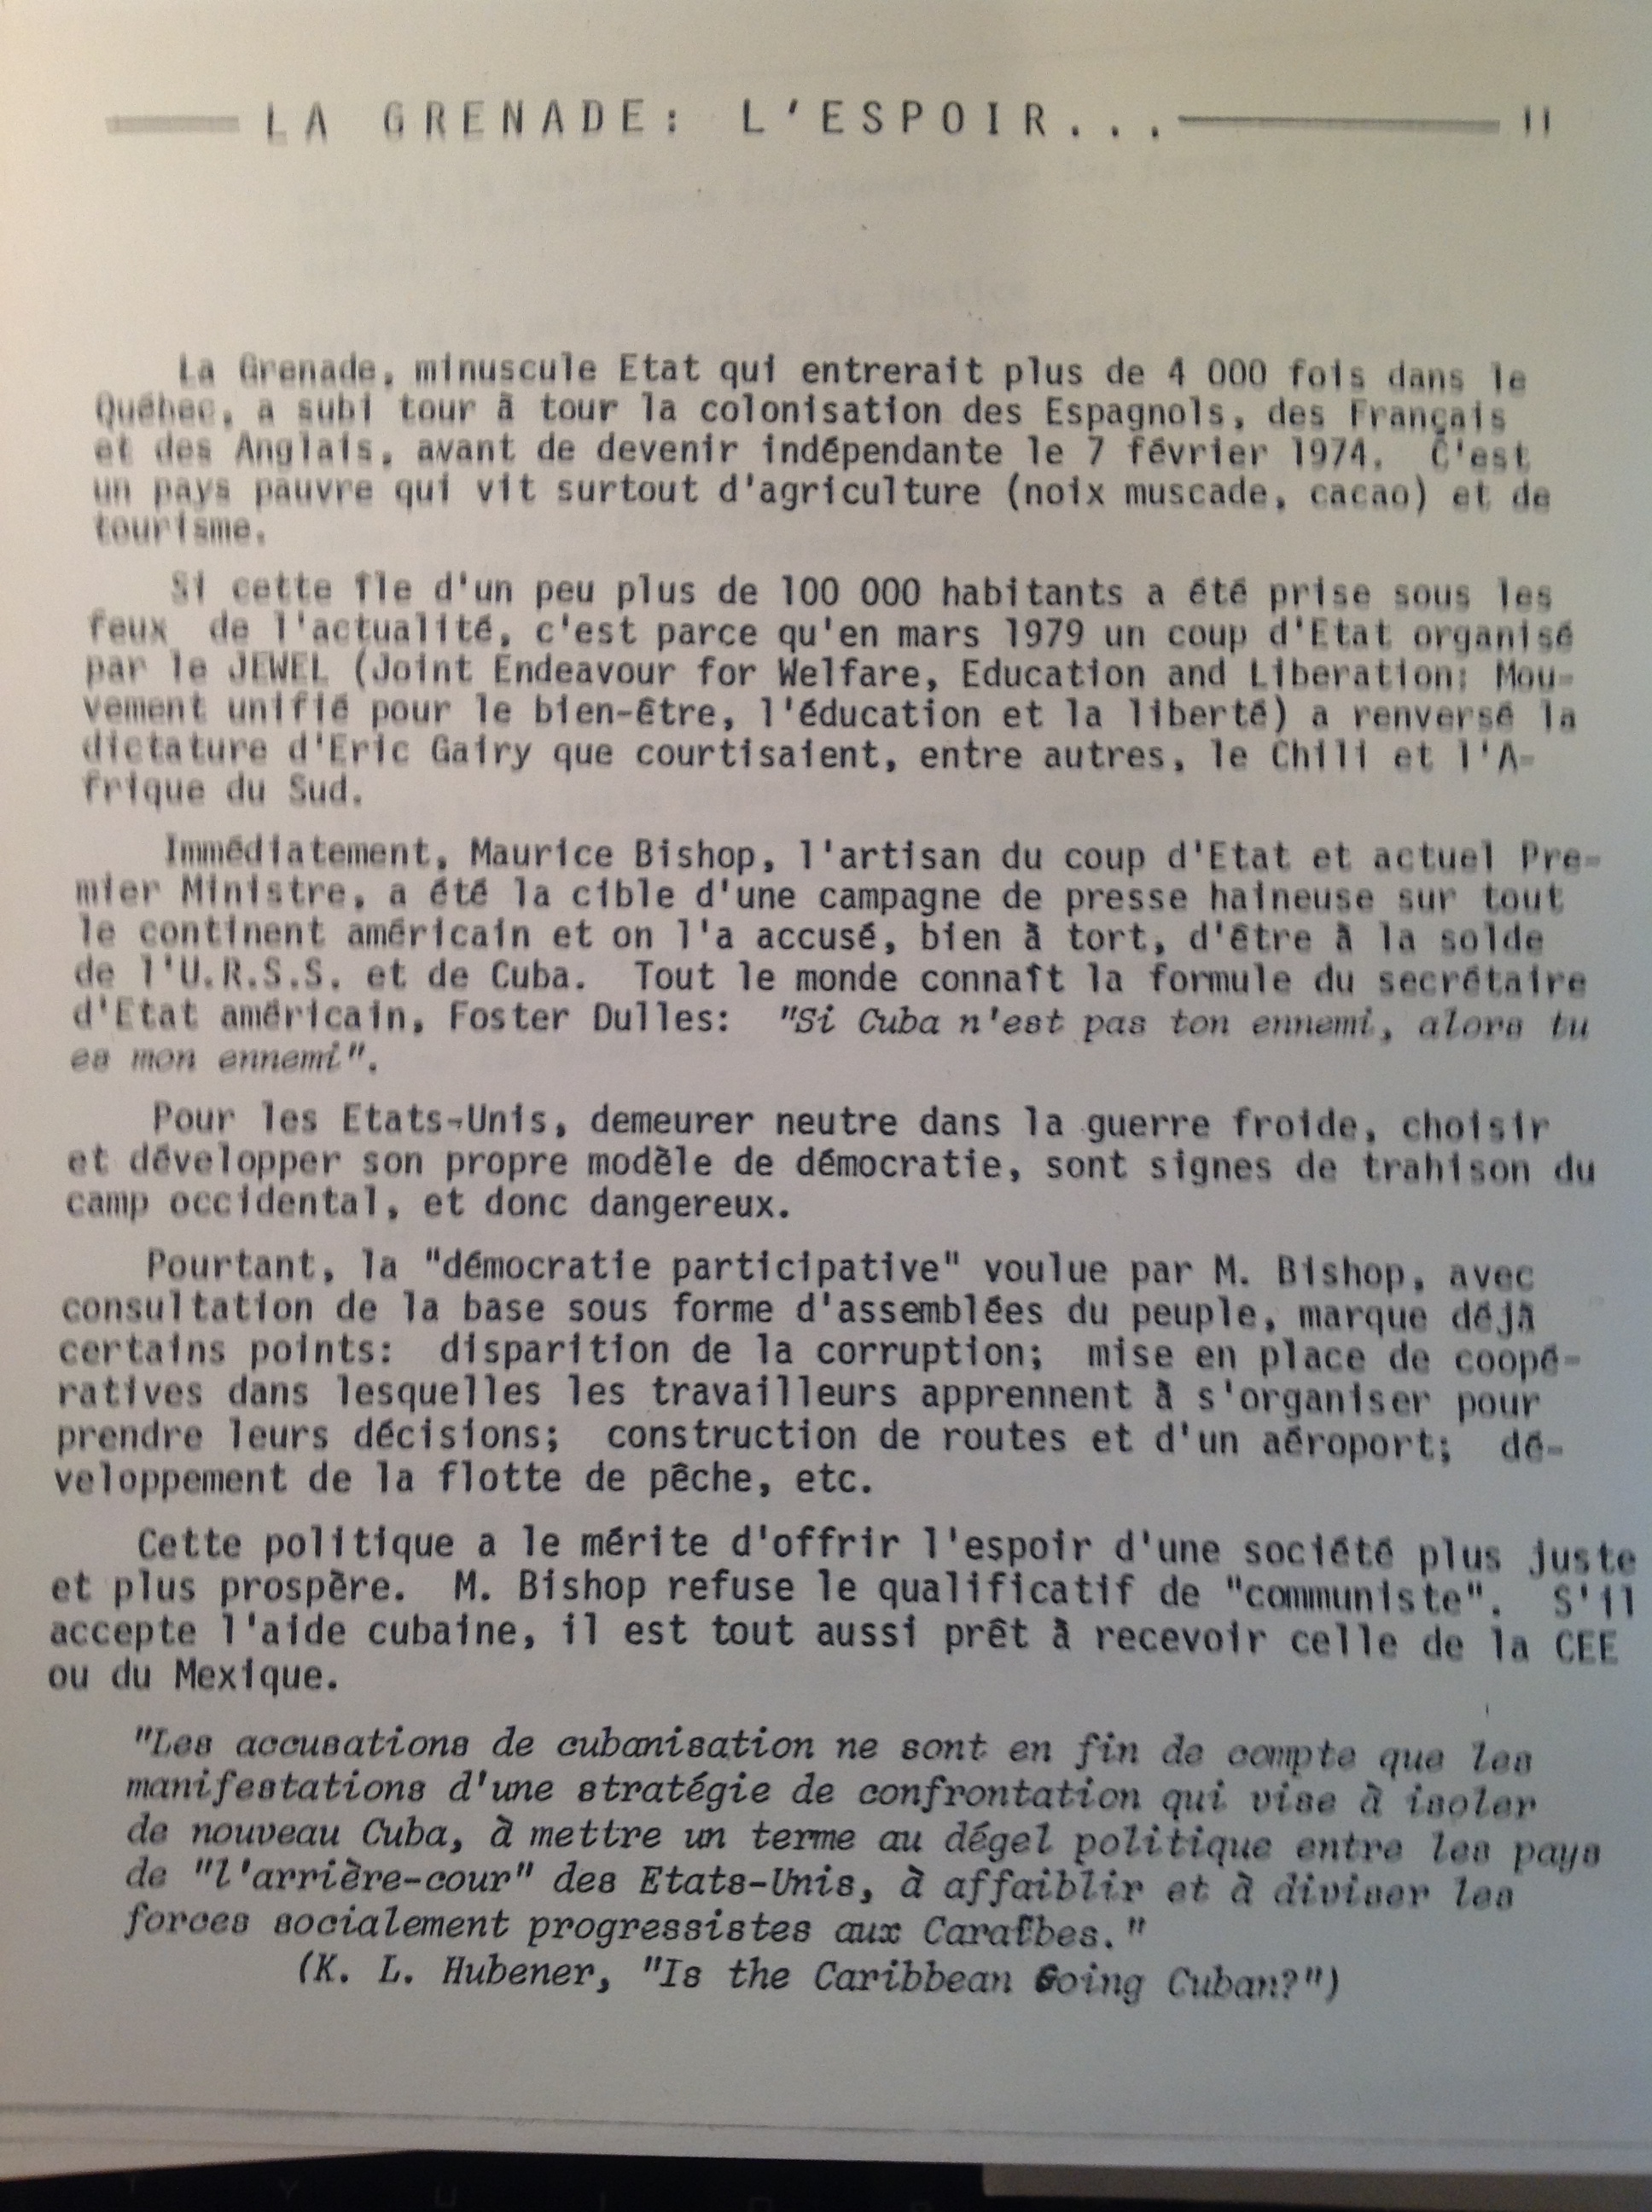 LA GRENADE: L'ESPOIR... 11
La Grenade, minuscule Etat qui entrerait plus de 4 000 fois dans le
Québec, a subi tour à tour la colonisation des Espagnols, des Français
et des Anglais, avant de devenir indépendante le 7 février 1974. C'est
un pays pauvre qui vit surtout d'agriculture (noix muscade, cacao) et de
tourisme.
Si cette île d'un peu plus de 100 000 habitants a été prise sous les
feux de l'actualité, c'est parce qu'en mars 1979 un coup d'Etat organisé
par le JEWEL (Joint Endeavour for Welfare, Education and Liberation: Mou-
vement unifié pour le bien-être, l'éducation et la liberté) a renversé la
dictature d'Eric Gairy que courtisaient, entre autres, le Chili et l'A-
frique du Sud.
Immédiatement, Maurice Bishop, l'artisan du coup d'Etat et actuel Pre-
mier Ministre, a été la cible d'une campagne de presse haineuse sur tout
le continent américain et on l'a accusé, bien à tort, d'être à la solde
de l'U.R.S.S. et de Cuba. Tout le monde connaît la formule du secrétaire
d'Etat américain, Foster Dulles: "Si Cuba n'est pas ton ennemi, alors tu
es mon ennemi".
Pour les Etats-Unis, demeurer neutre dans la guerre froide, choisir
et développer son propre modèle de démocratie, sont signes de trahison du
camp occidental, et donc dangereux.
Pourtant, la "démocratie participative" voulue par M. Bishop, avec
consultation de la base sous forme d'assemblées du peuple, marque déjà
certains points: disparition de la corruption; mise en place de coopé-
ratives dans lesquelles les travailleurs apprennent à s'organiser pour
prendre leurs décisions; construction de routes et d'un aéroport; dé-
veloppement de la flotte de pêche, etc.
Cette politique a le mérite d'offrir l'espoir d'une société plus juste
et plus prospère. M. Bishop refuse le qualificatif de "communiste". S'il
accepte l'aide cubaine, il est tout aussi prêt à recevoir celle de la CEE
ou du Mexique.
"Les accusations de cubanisation ne sont en fin de compte que les
manifestations d'une stratégie de confrontation qui vise à isoler
de nouveau Cuba, à mettre un terme au dégel politique entre les pays
de "l'arrière-cour" des Etats-Unis, à affaiblir et à diviser les
forces socialement progressistes aux Caraïbes."
(K. L. Hubener, "Is the Caribbean Going Cuban?")